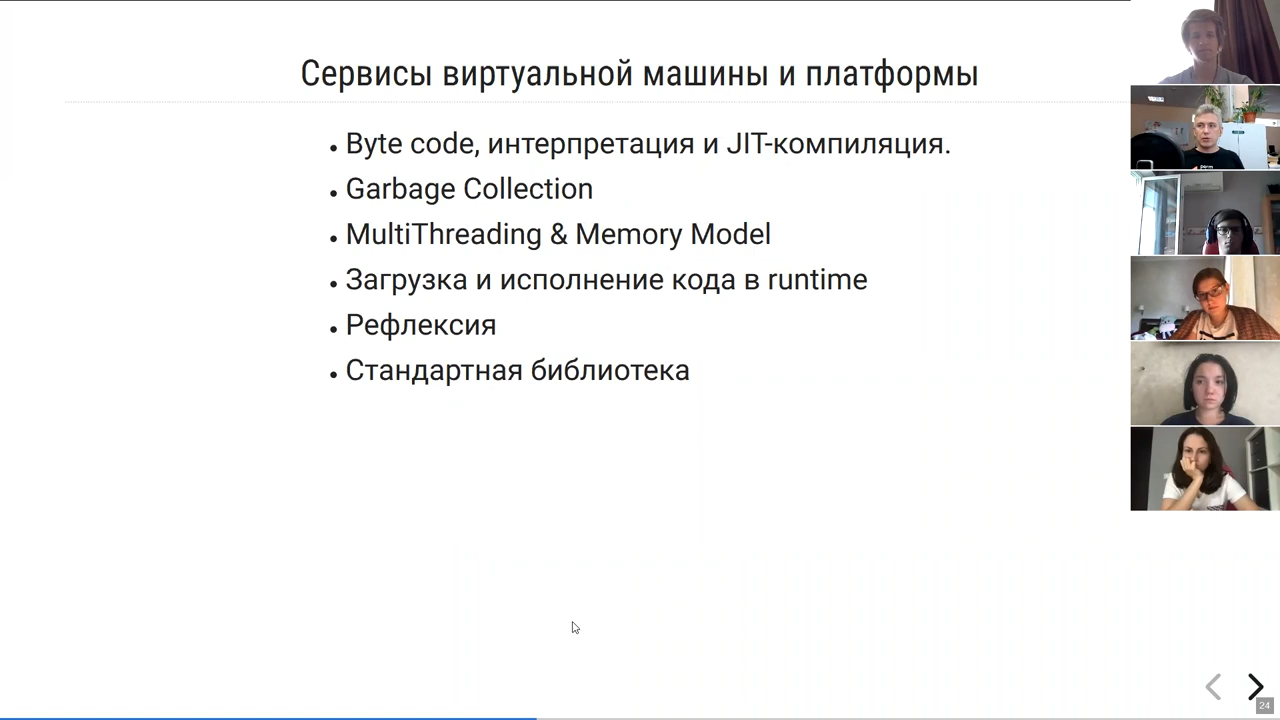 Сервисы виртуальной машины и платформы
• Byte code, интерпретация и JIT-компиляция.
• Garbage Collection
• MultiThreading & Memory Model
• Загрузка и исполнение кода в runtime
• Рефлексия
• Стандартная библиотека
24